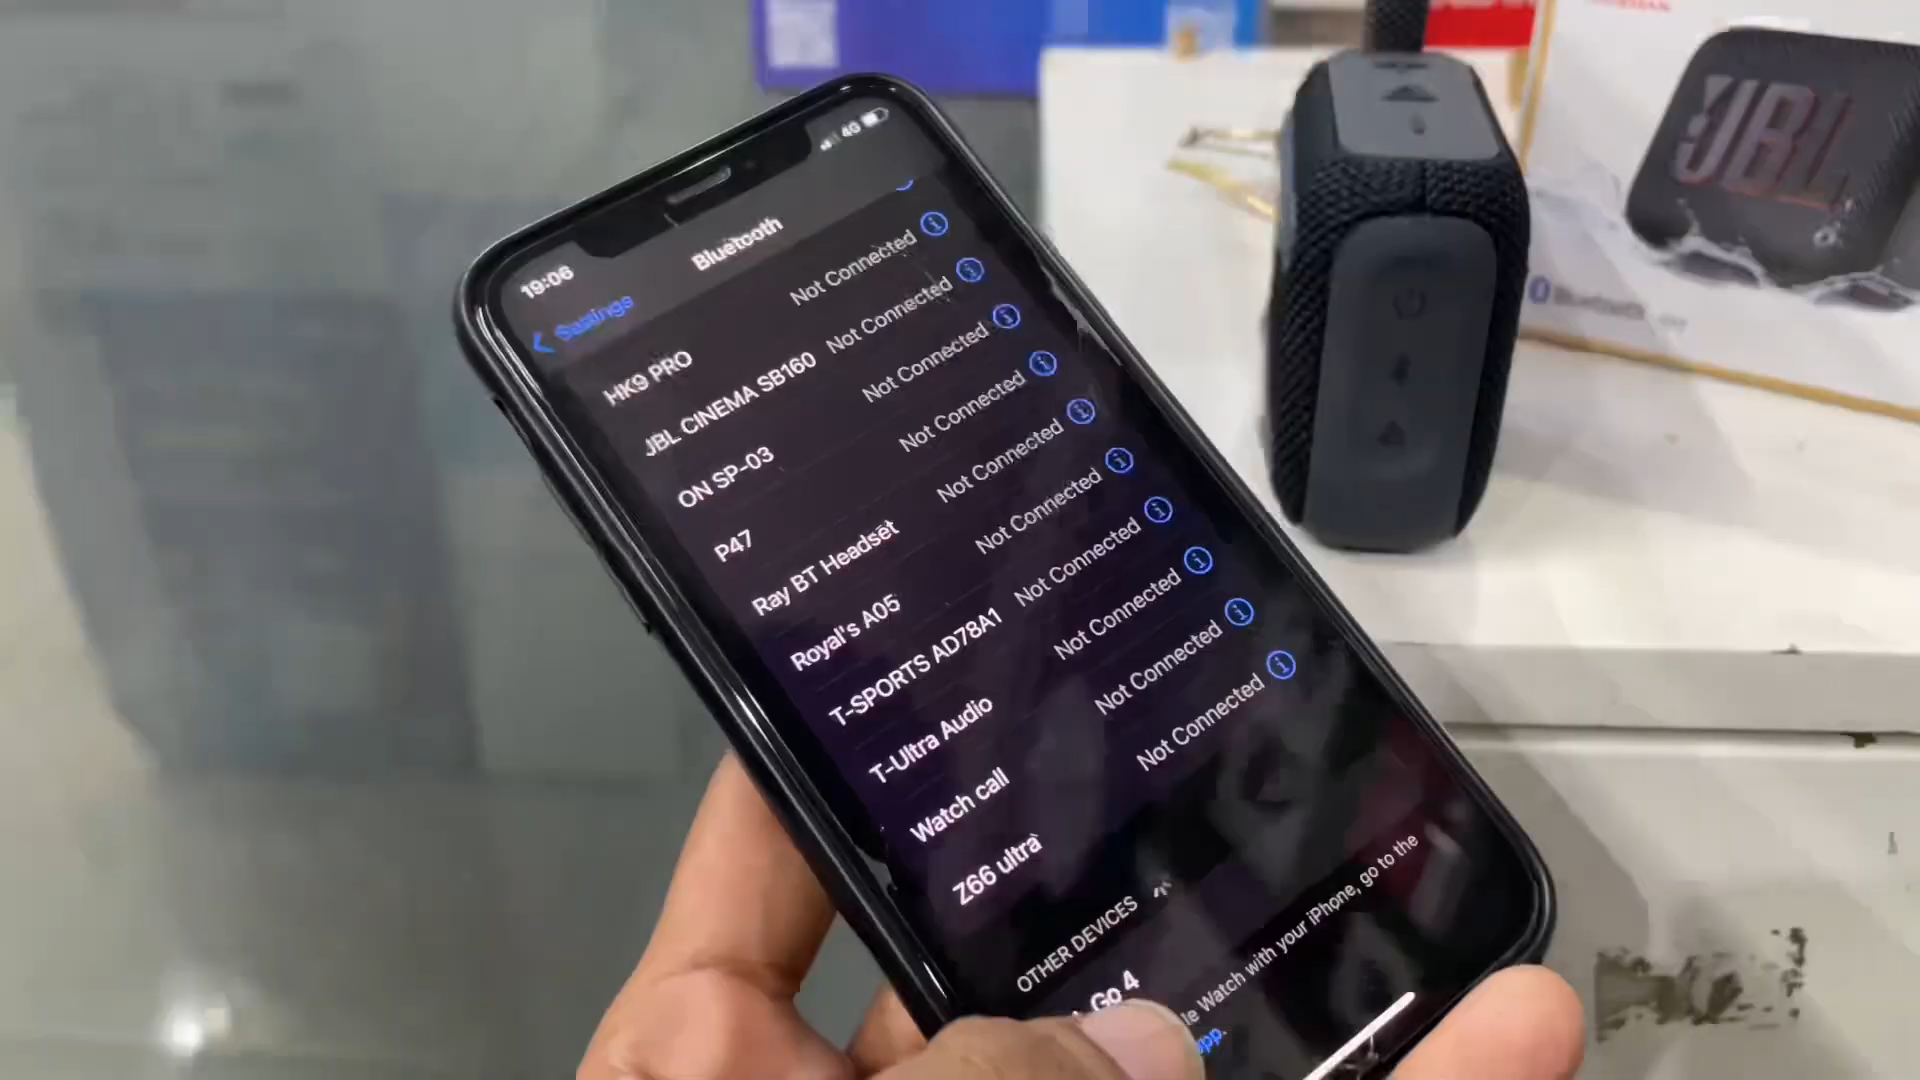 19:06
4G
Settings
Bluetooth
HK9 PRO Not Connected
JBL CINEMA SB160 Not Connected
ON SP-03 Not Connected
P47 Not Connected
Ray BT Headset Not Connected
Royal's A05 Not Connected
T-SPORTS AD78A1 Not Connected
T-Ultra Audio Not Connected
Watch call Not Connected
Z66 ultra Not Connected
OTHER DEVICES
Go 4
Watch with your iPhone, go to the
app.
JBL
Bluetooth